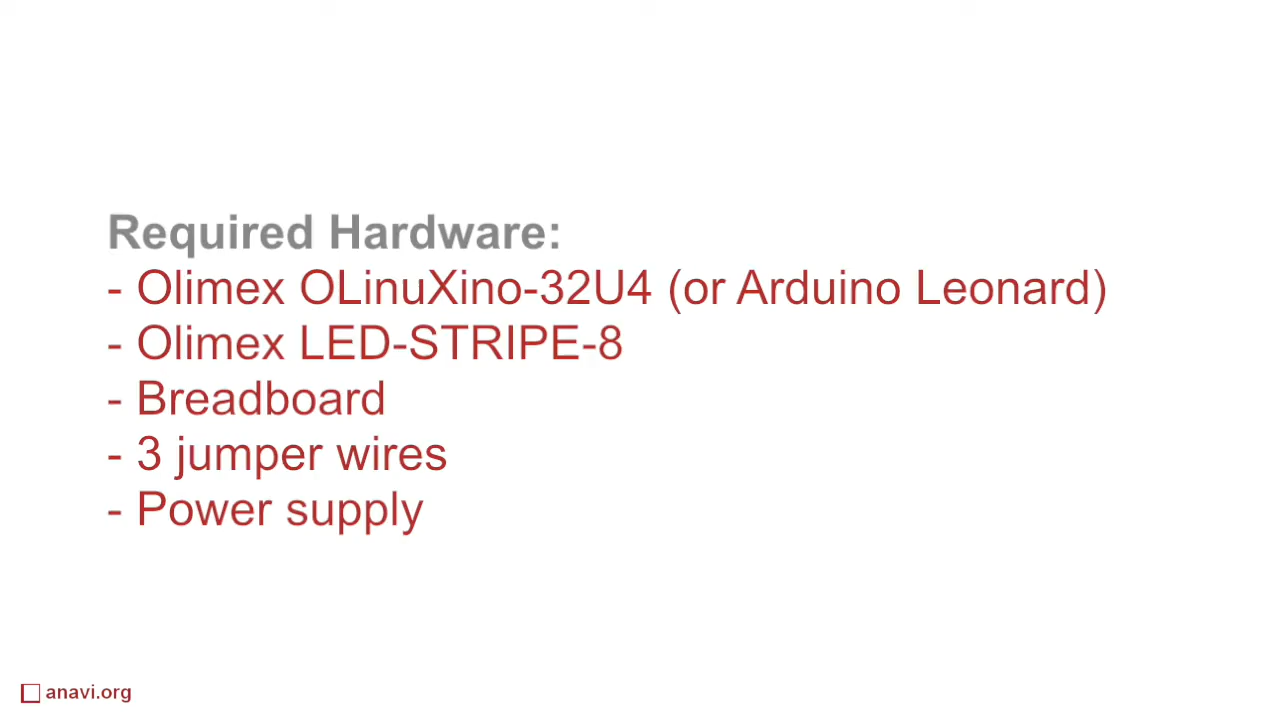 Required Hardware:
- Olimex OLinuXino-32U4 (or Arduino Leonard)
- Olimex LED-STRIPE-8
- Breadboard
- 3 jumper wires
- Power supply
anavi.org